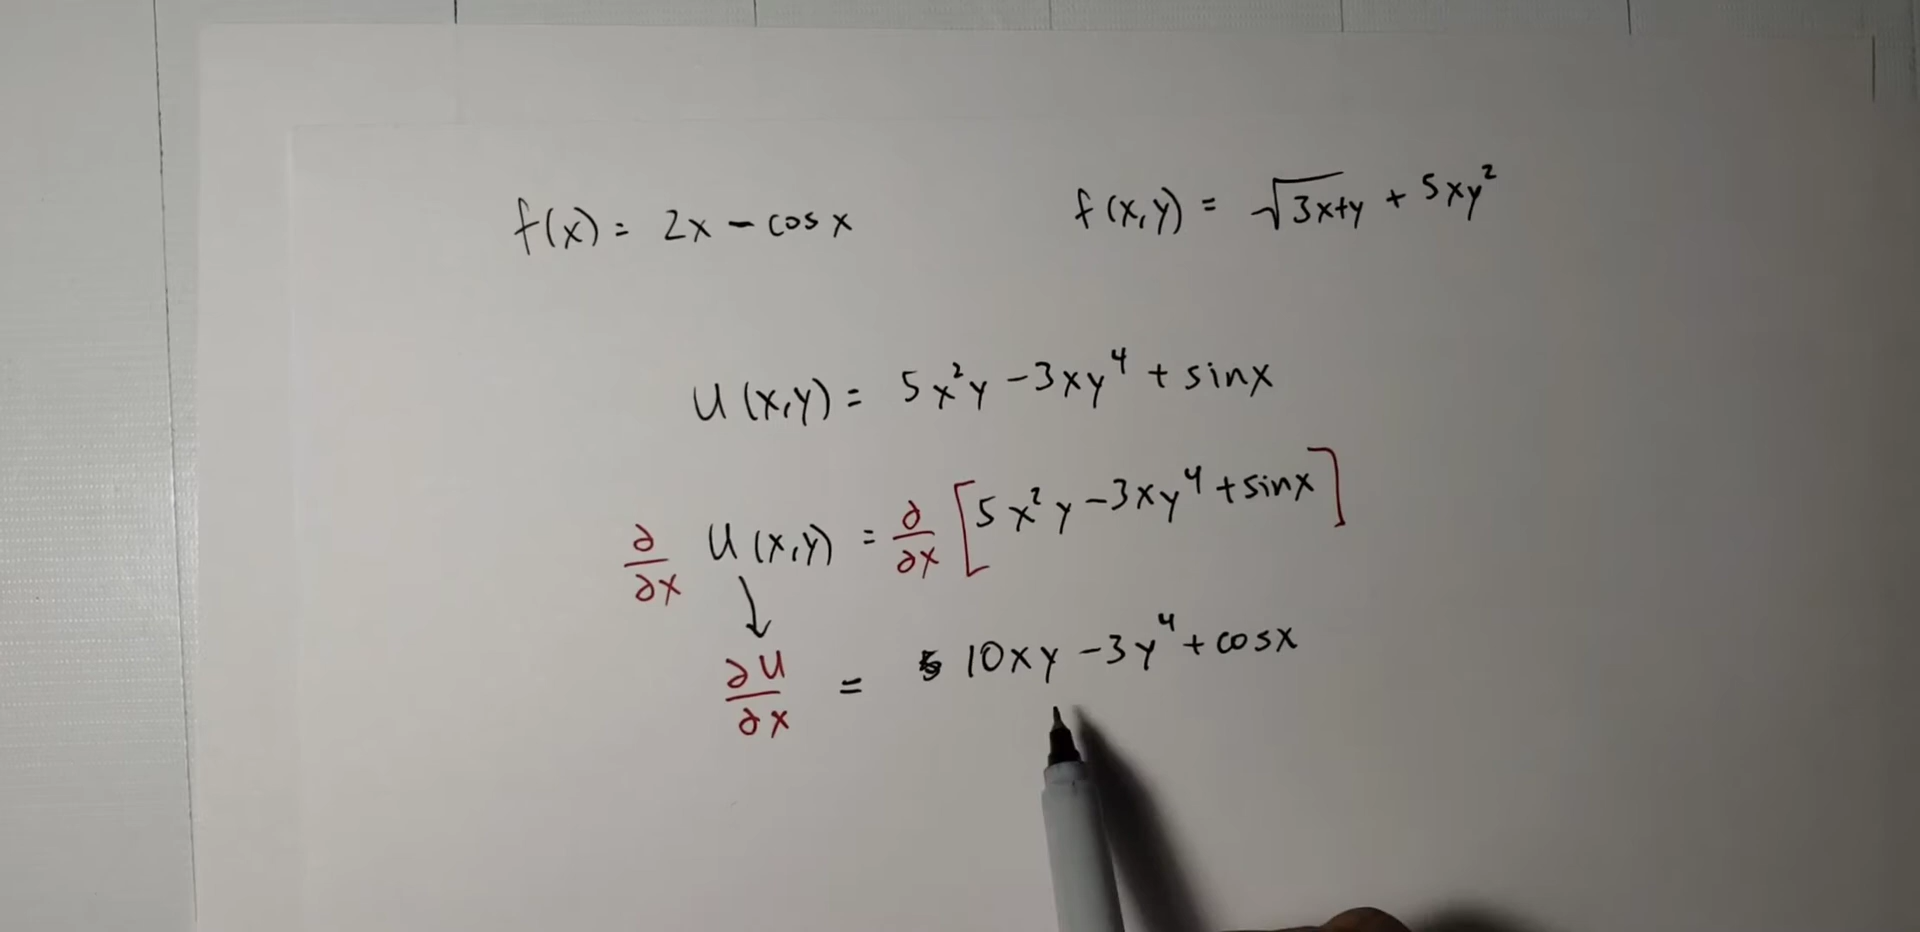 f(x) = 2x - cos x
f(x,y) = √3x+y + 5xy²
U(x,y) = 5x²y - 3xy⁴ + sinx
∂/∂x U(x,y) = ∂/∂x [5x²y - 3xy⁴ + sinx]
∂U/∂x = 10xy - 3y⁴ + cosx